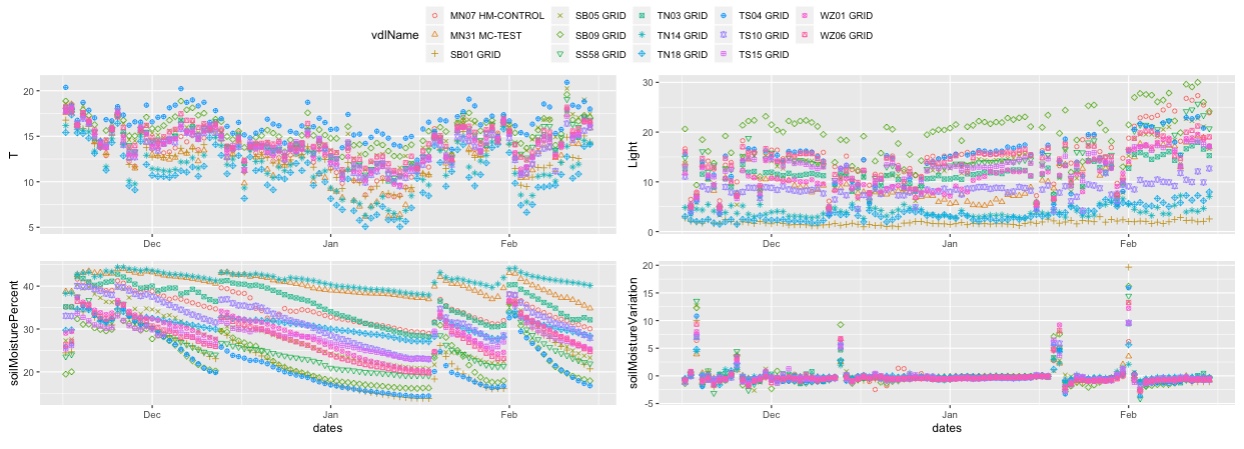 vdlName
MN07 HM-CONTROL
MN31 MC-TEST
SB01 GRID
SB05 GRID
SB09 GRID
SS58 GRID
TN03 GRID
TN14 GRID
TN18 GRID
TS04 GRID
TS10 GRID
TS15 GRID
WZ01 GRID
WZ06 GRID
T
20
15
10
5
Dec
Jan
Feb
Light
30
20
10
0
Dec
Jan
Feb
soilMoisturePercent
40
30
20
Dec
Jan
Feb
dates
soilMoistureVariation
20
15
10
5
0
-5
Dec
Jan
Feb
dates